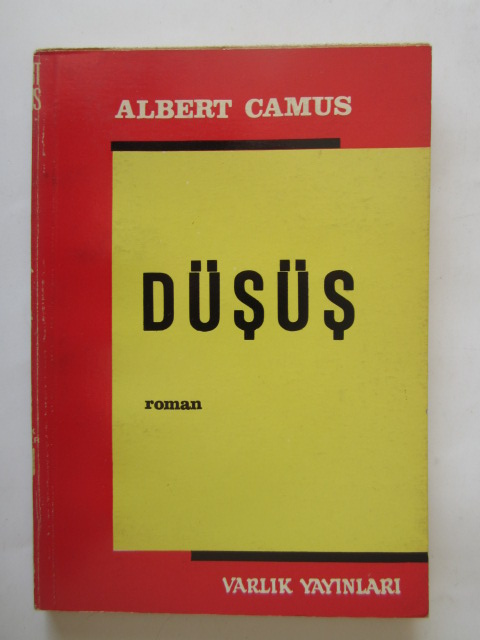 ALBERT CAMUS
DÜŞÜŞ
roman
VARLIK YAYINLARI